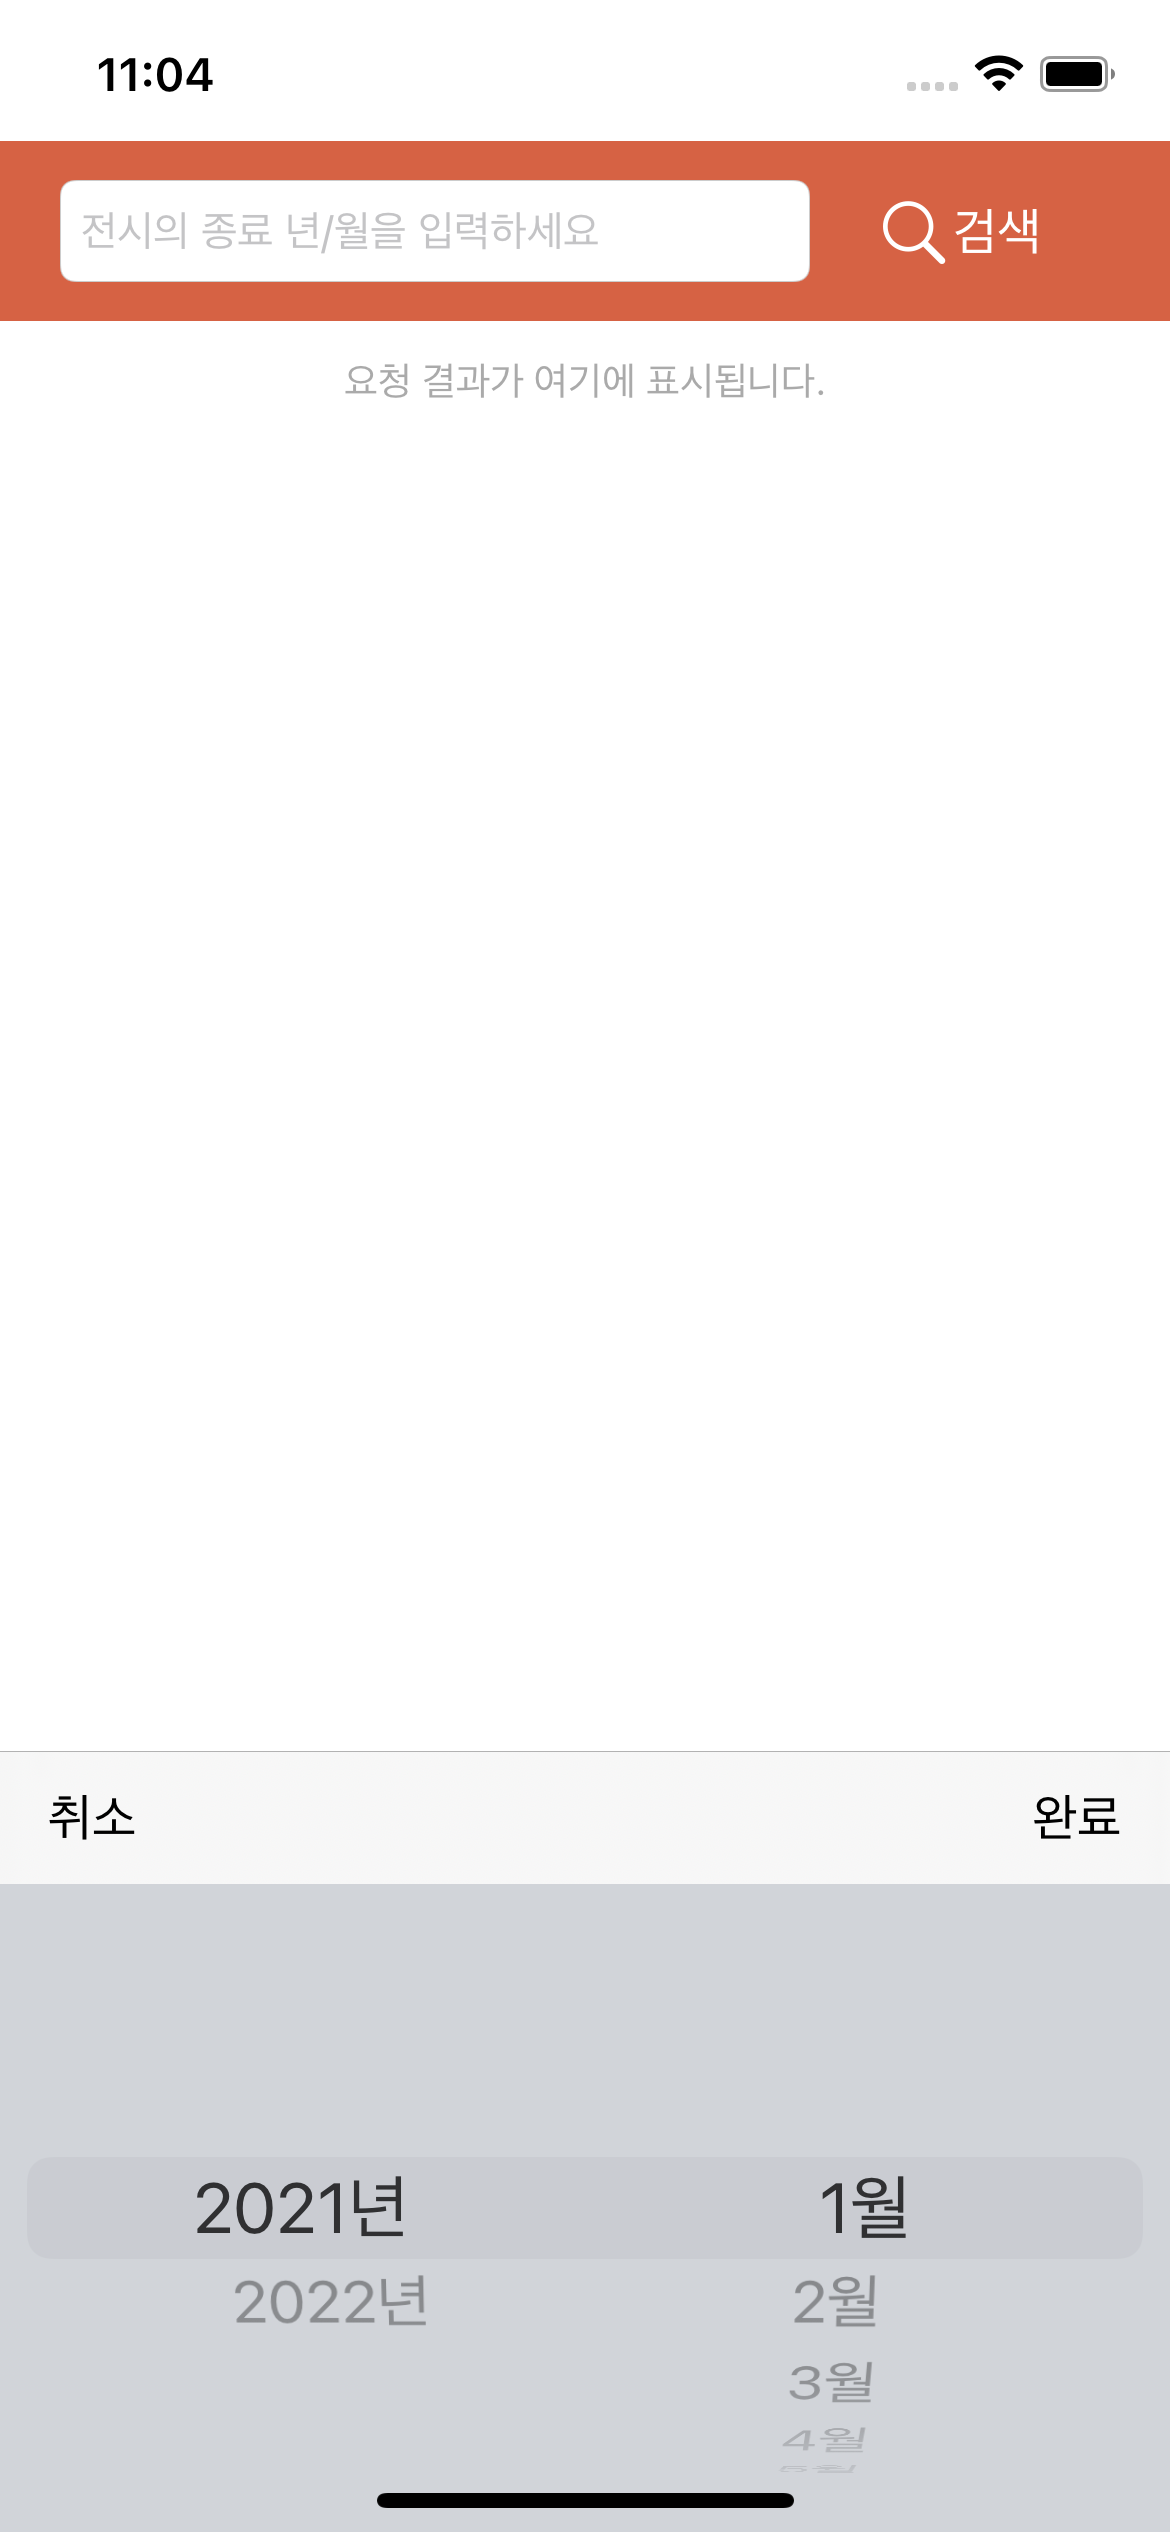 11:04
전시의 종료 년/월을 입력하세요
검색
요청 결과가 여기에 표시됩니다.
취소 완료
2021년 1월
2022년 2월
3월
4월
5월